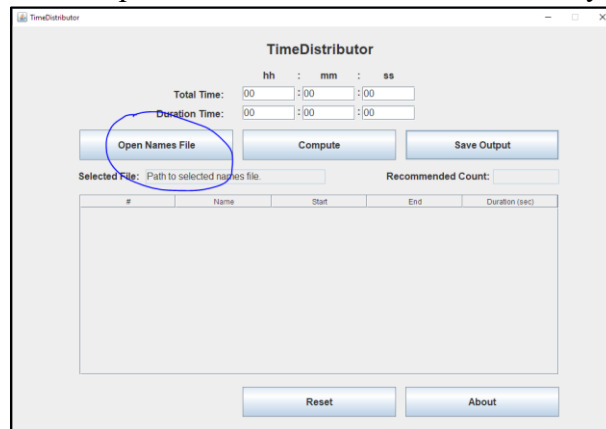 TimeDistributor
TimeDistributor
hh : mm : ss
Total Time: 00 : 00 : 00
Duration Time: 00 : 00 : 00
Open Names File Compute Save Output
Selected File: Path to selected names file. Recommended Count:
# Name Start End Duration (sec)
Reset About